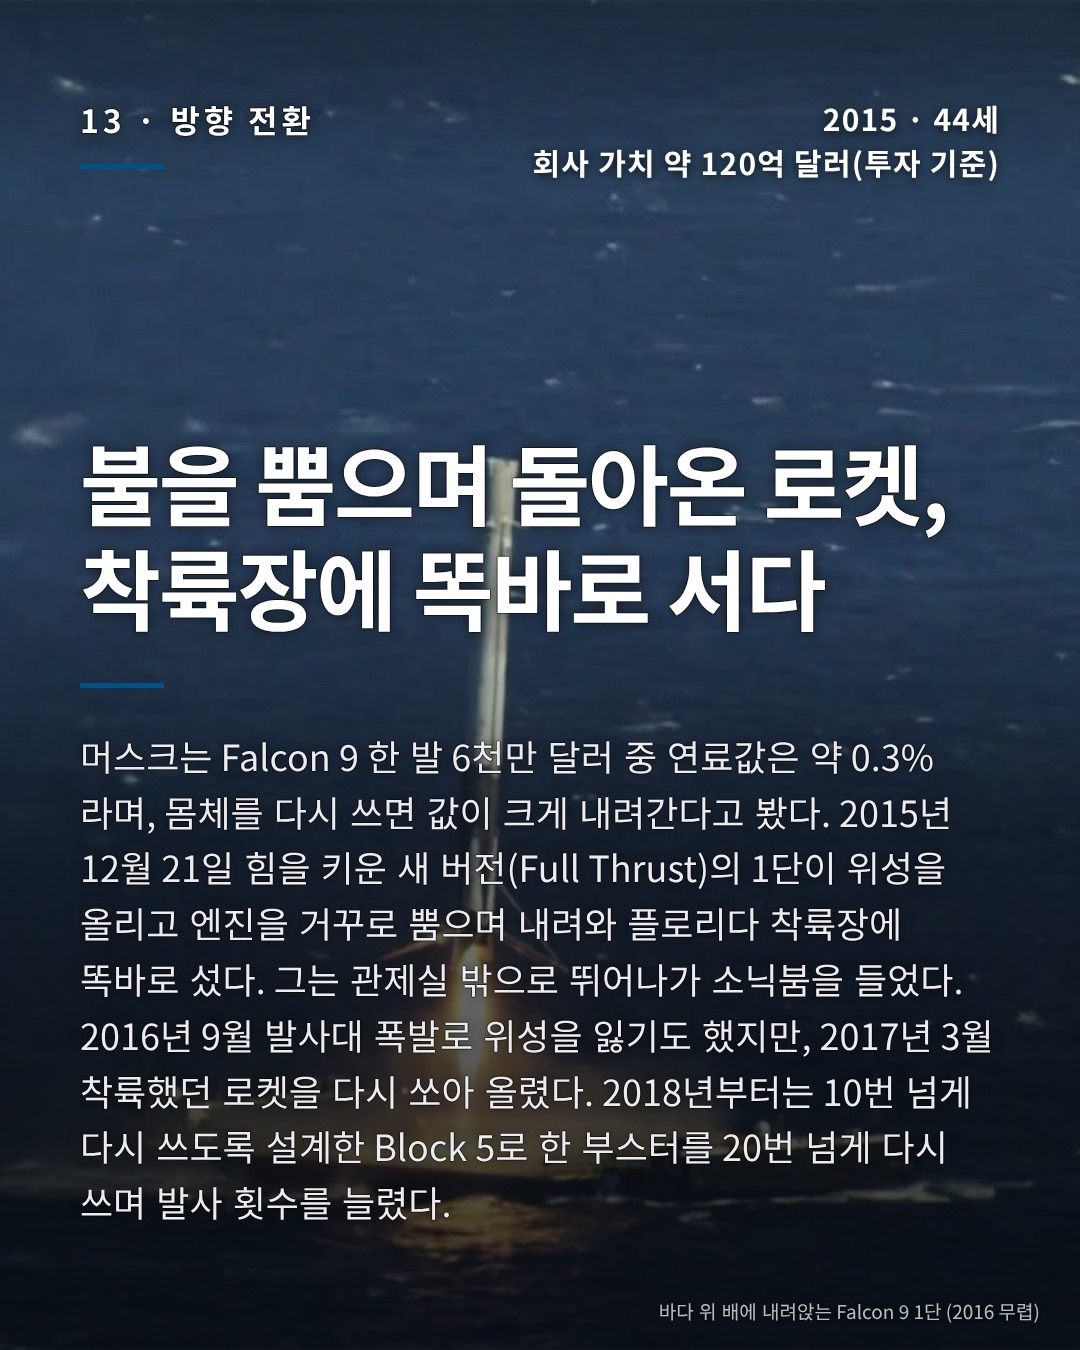 13 · 방향 전환
2015 · 44세
회사 가치 약 120억 달러(투자 기준)
불을 뿜으며 돌아온 로켓,
착륙장에 똑바로 서다
머스크는 Falcon 9 한 발 6천만 달러 중 연료값은 약 0.3%
라며, 몸체를 다시 쓰면 값이 크게 내려간다고 봤다. 2015년
12월 21일 힘을 키운 새 버전(Full Thrust)의 1단이 위성을
올리고 엔진을 거꾸로 뿜으며 내려와 플로리다 착륙장에
똑바로 섰다. 그는 관제실 밖으로 뛰어나가 소닉붐을 들었다.
2016년 9월 발사대 폭발로 위성을 잃기도 했지만, 2017년 3월
착륙했던 로켓을 다시 쏘아 올렸다. 2018년부터는 10번 넘게
다시 쓰도록 설계한 Block 5로 한 부스터를 20번 넘게 다시
쓰며 발사 횟수를 늘렸다.
바다 위 배에 내려앉는 Falcon 9 1단 (2016 무렵)